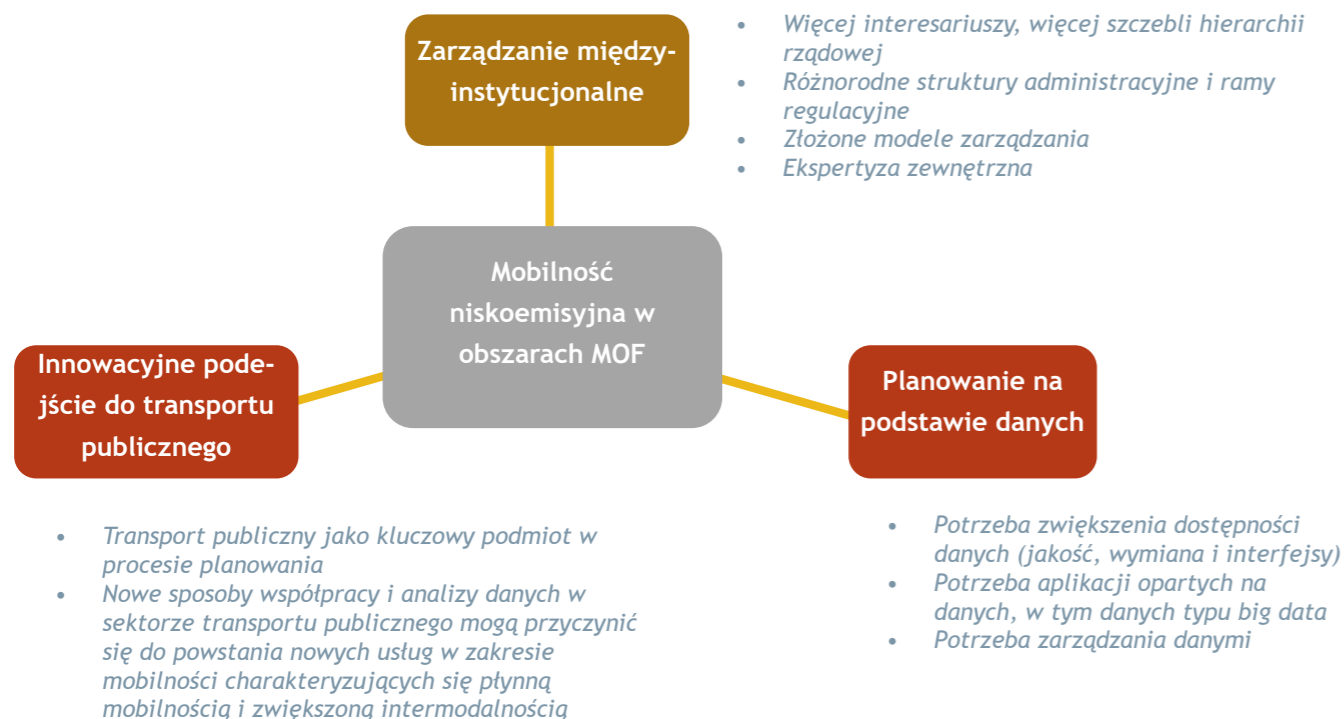 Zarządzanie między-
instytucjonalne
• Więcej interesariuszy, więcej szczebli hierarchii
rządowej
• Różnorodne struktury administracyjne i ramy
regulacyjne
• Złożone modele zarządzania
• Ekspertyza zewnętrzna
Mobilność
niskoemisyjna w
obszarach MOF
Innowacyjne pode-
jście do transportu
publicznego
Planowanie na
podstawie danych
• Transport publiczny jako kluczowy podmiot w
procesie planowania
• Nowe sposoby współpracy i analizy danych w
sektorze transportu publicznego mogą przyczynić
się do powstania nowych usług w zakresie
mobilności charakteryzujących się płynną
mobilnością i zwiększoną intermodalnością
• Potrzeba zwiększenia dostępności
danych (jakość, wymiana i interfejsy)
• Potrzeba aplikacji opartych na
danych, w tym danych typu big data
• Potrzeba zarządzania danymi